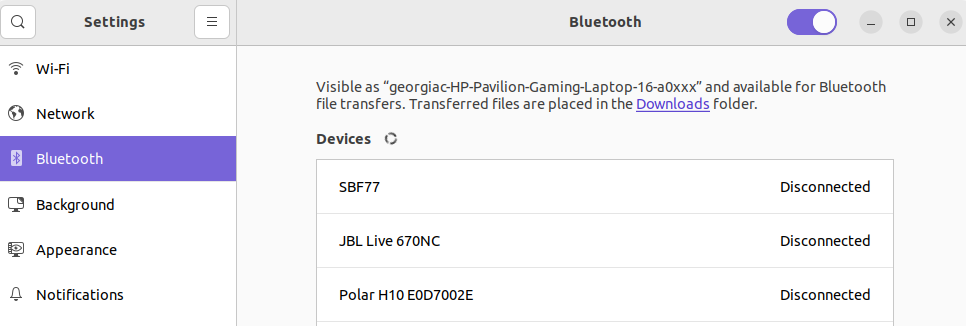 Settings
Bluetooth
Wi-Fi
Network
Bluetooth
Background
Appearance
Notifications
Visible as “georgiac-HP-Pavilion-Gaming-Laptop-16-a0xxx” and available for Bluetooth
file transfers. Transferred files are placed in the Downloads folder.
Devices
SBF77 Disconnected
JBL Live 670NC Disconnected
Polar H10 E0D7002E Disconnected